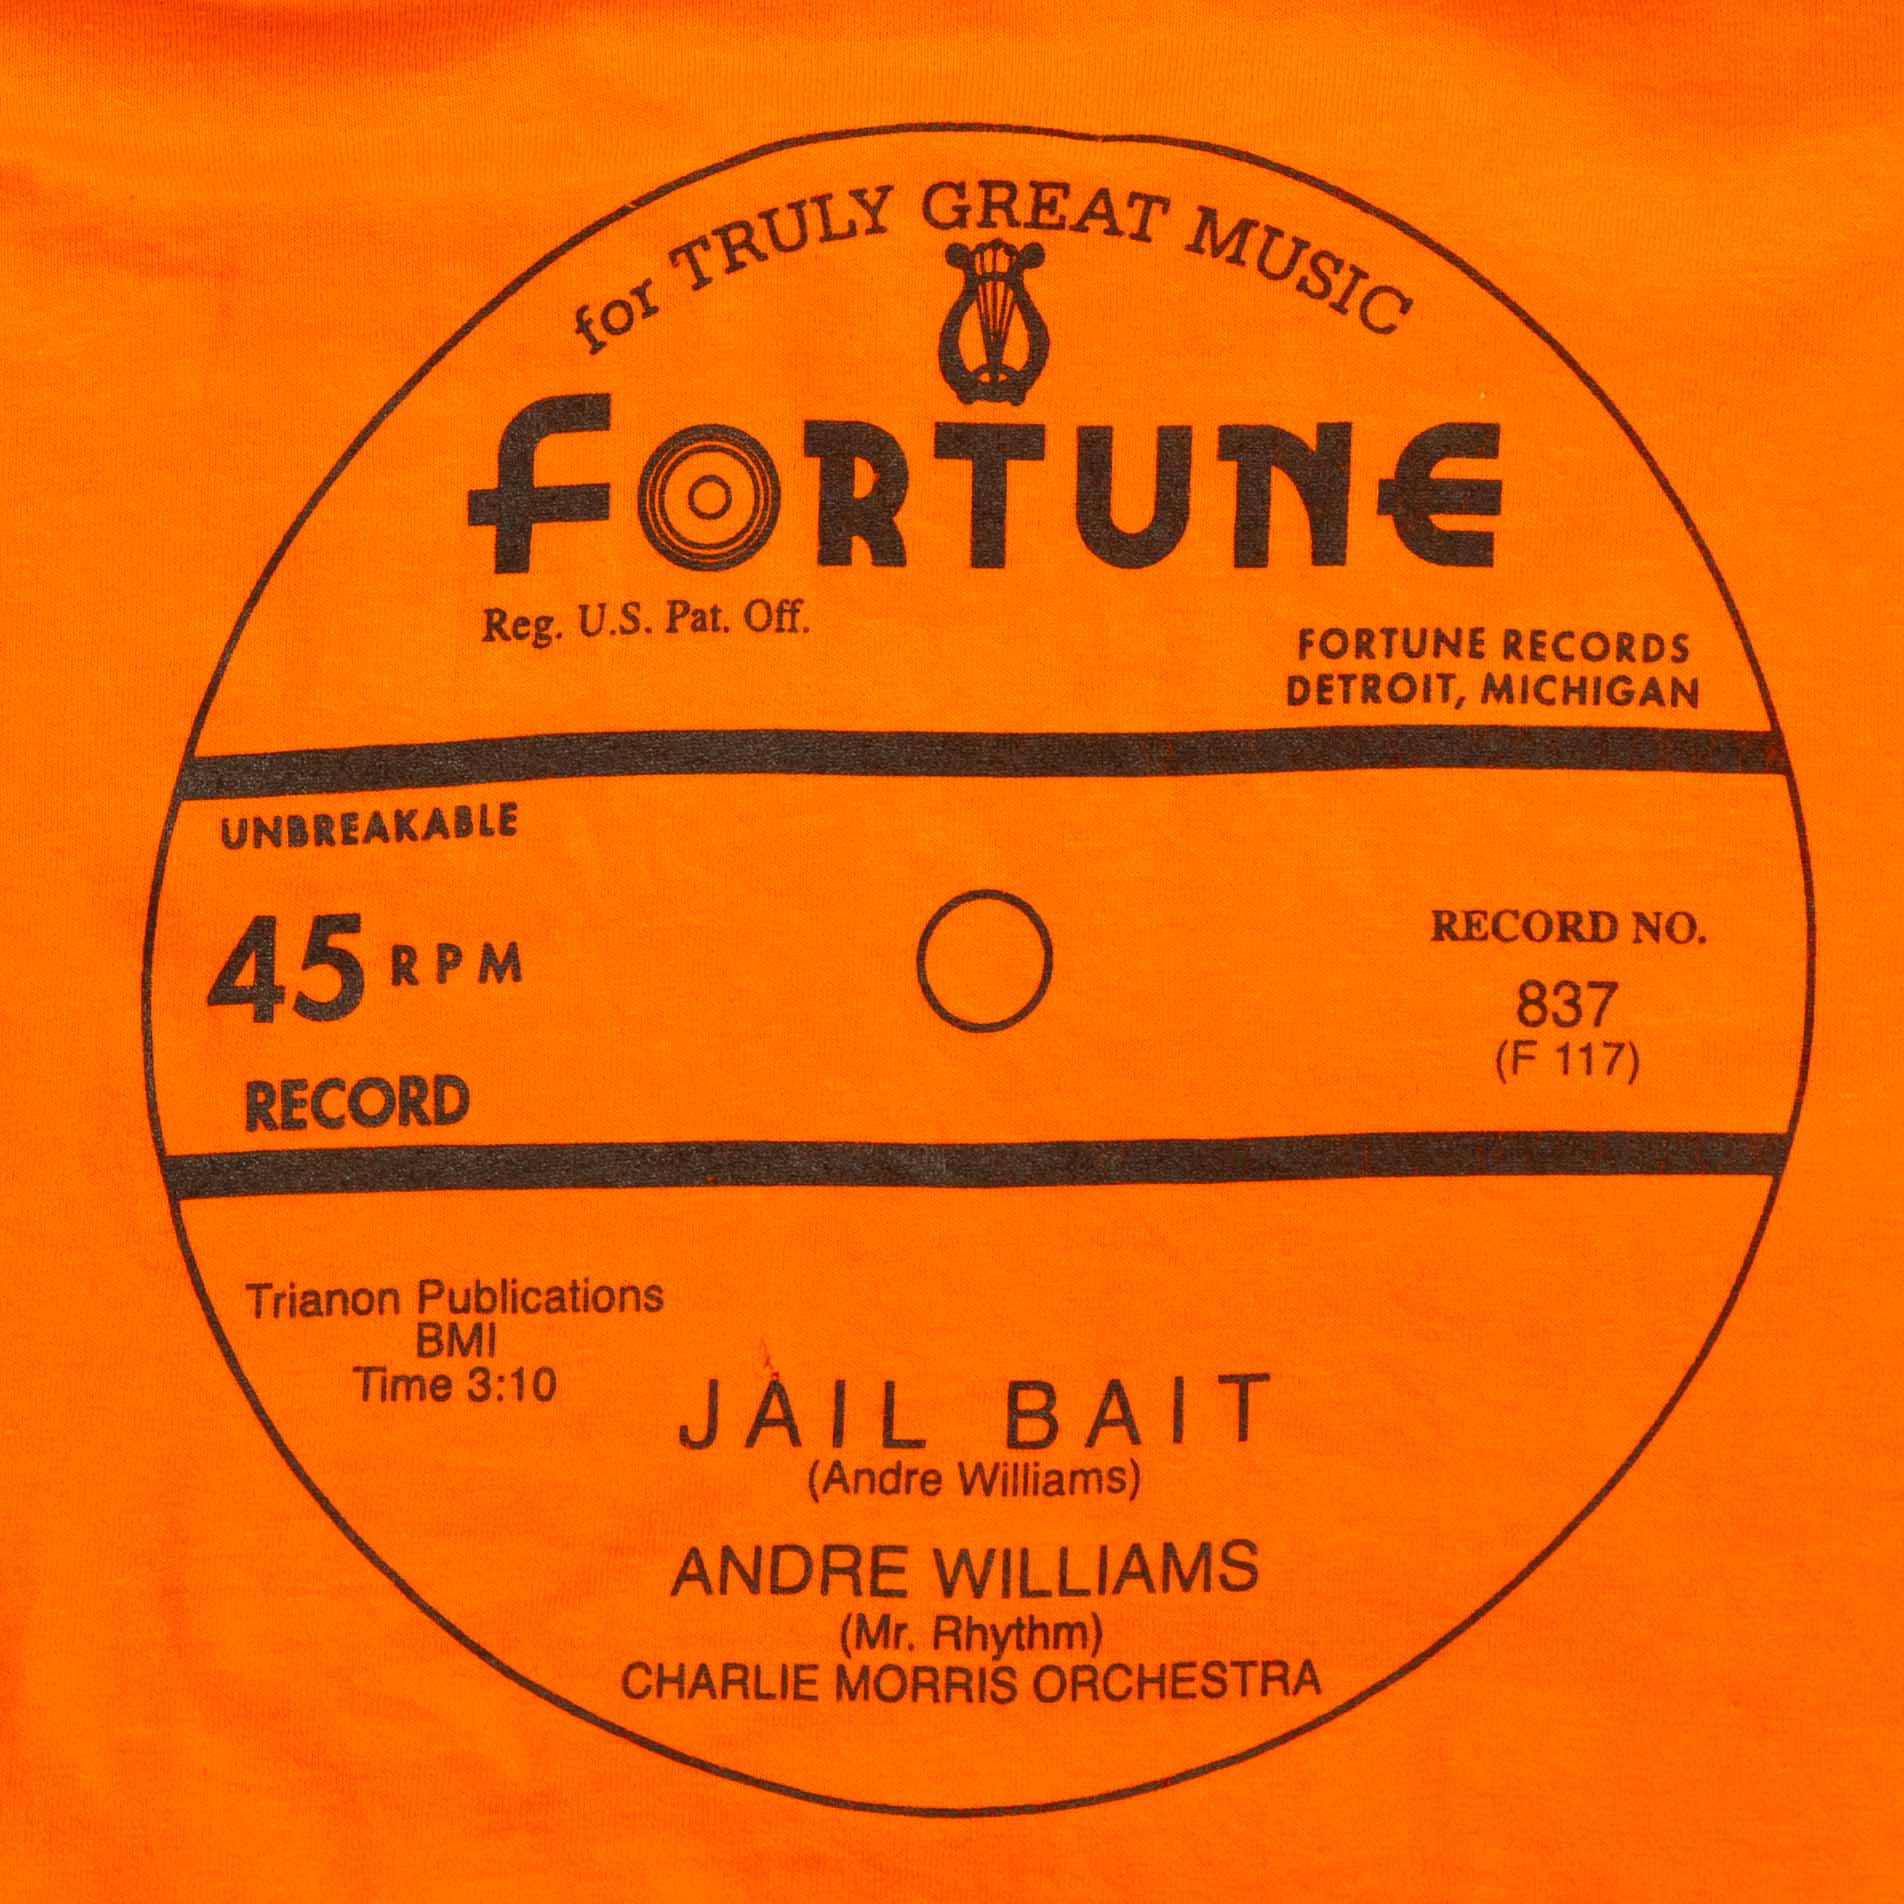 for TRULY GREAT MUSIC
FORTUNE
Reg. U.S. Pat. Off.
FORTUNE RECORDS
DETROIT, MICHIGAN
UNBREAKABLE
45 RPM
RECORD
RECORD NO.
837
(F 117)
Trianon Publications
BMI
Time 3:10
JAIL BAIT
(Andre Williams)
ANDRE WILLIAMS
(Mr. Rhythm)
CHARLIE MORRIS ORCHESTRA